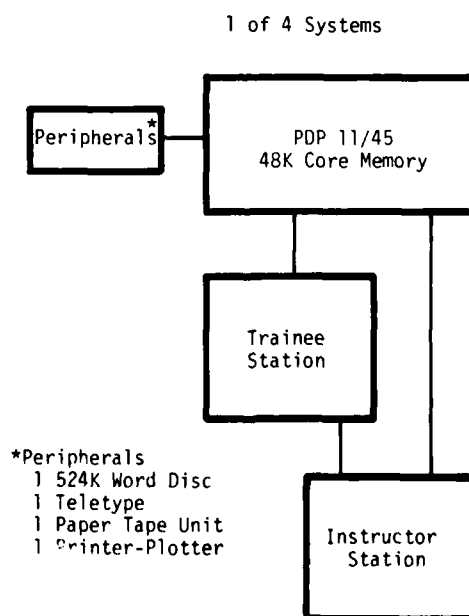 1 of 4 Systems
Peripherals*
PDP 11/45
48K Core Memory
Trainee
Station
*Peripherals
1 524K Word Disc
1 Teletype
1 Paper Tape Unit
1 Printer-Plotter
Instructor
Station